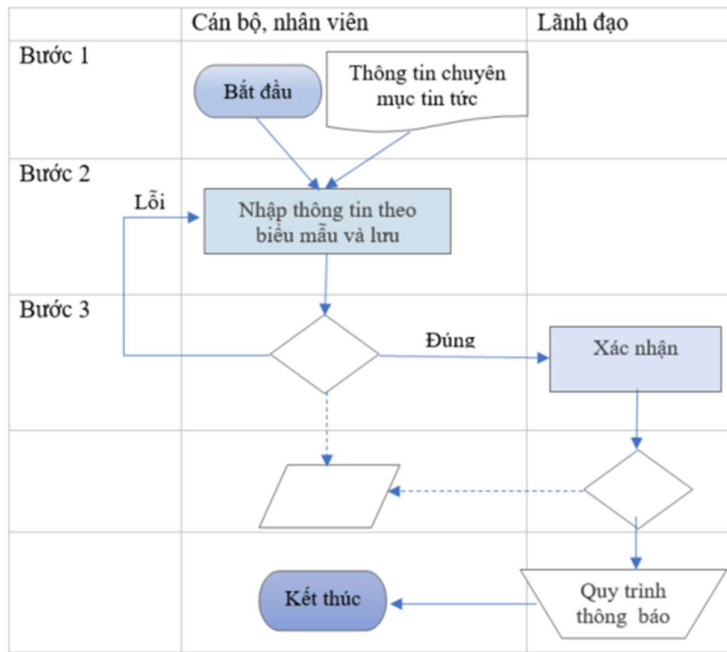 Cán bộ, nhân viên
Lãnh đạo
Bước 1
Bắt đầu
Thông tin chuyên
mục tin tức
Bước 2
Lỗi
Nhập thông tin theo
biểu mẫu và lưu
Bước 3
Đúng
Xác nhận
Kết thúc
Quy trình
thông báo